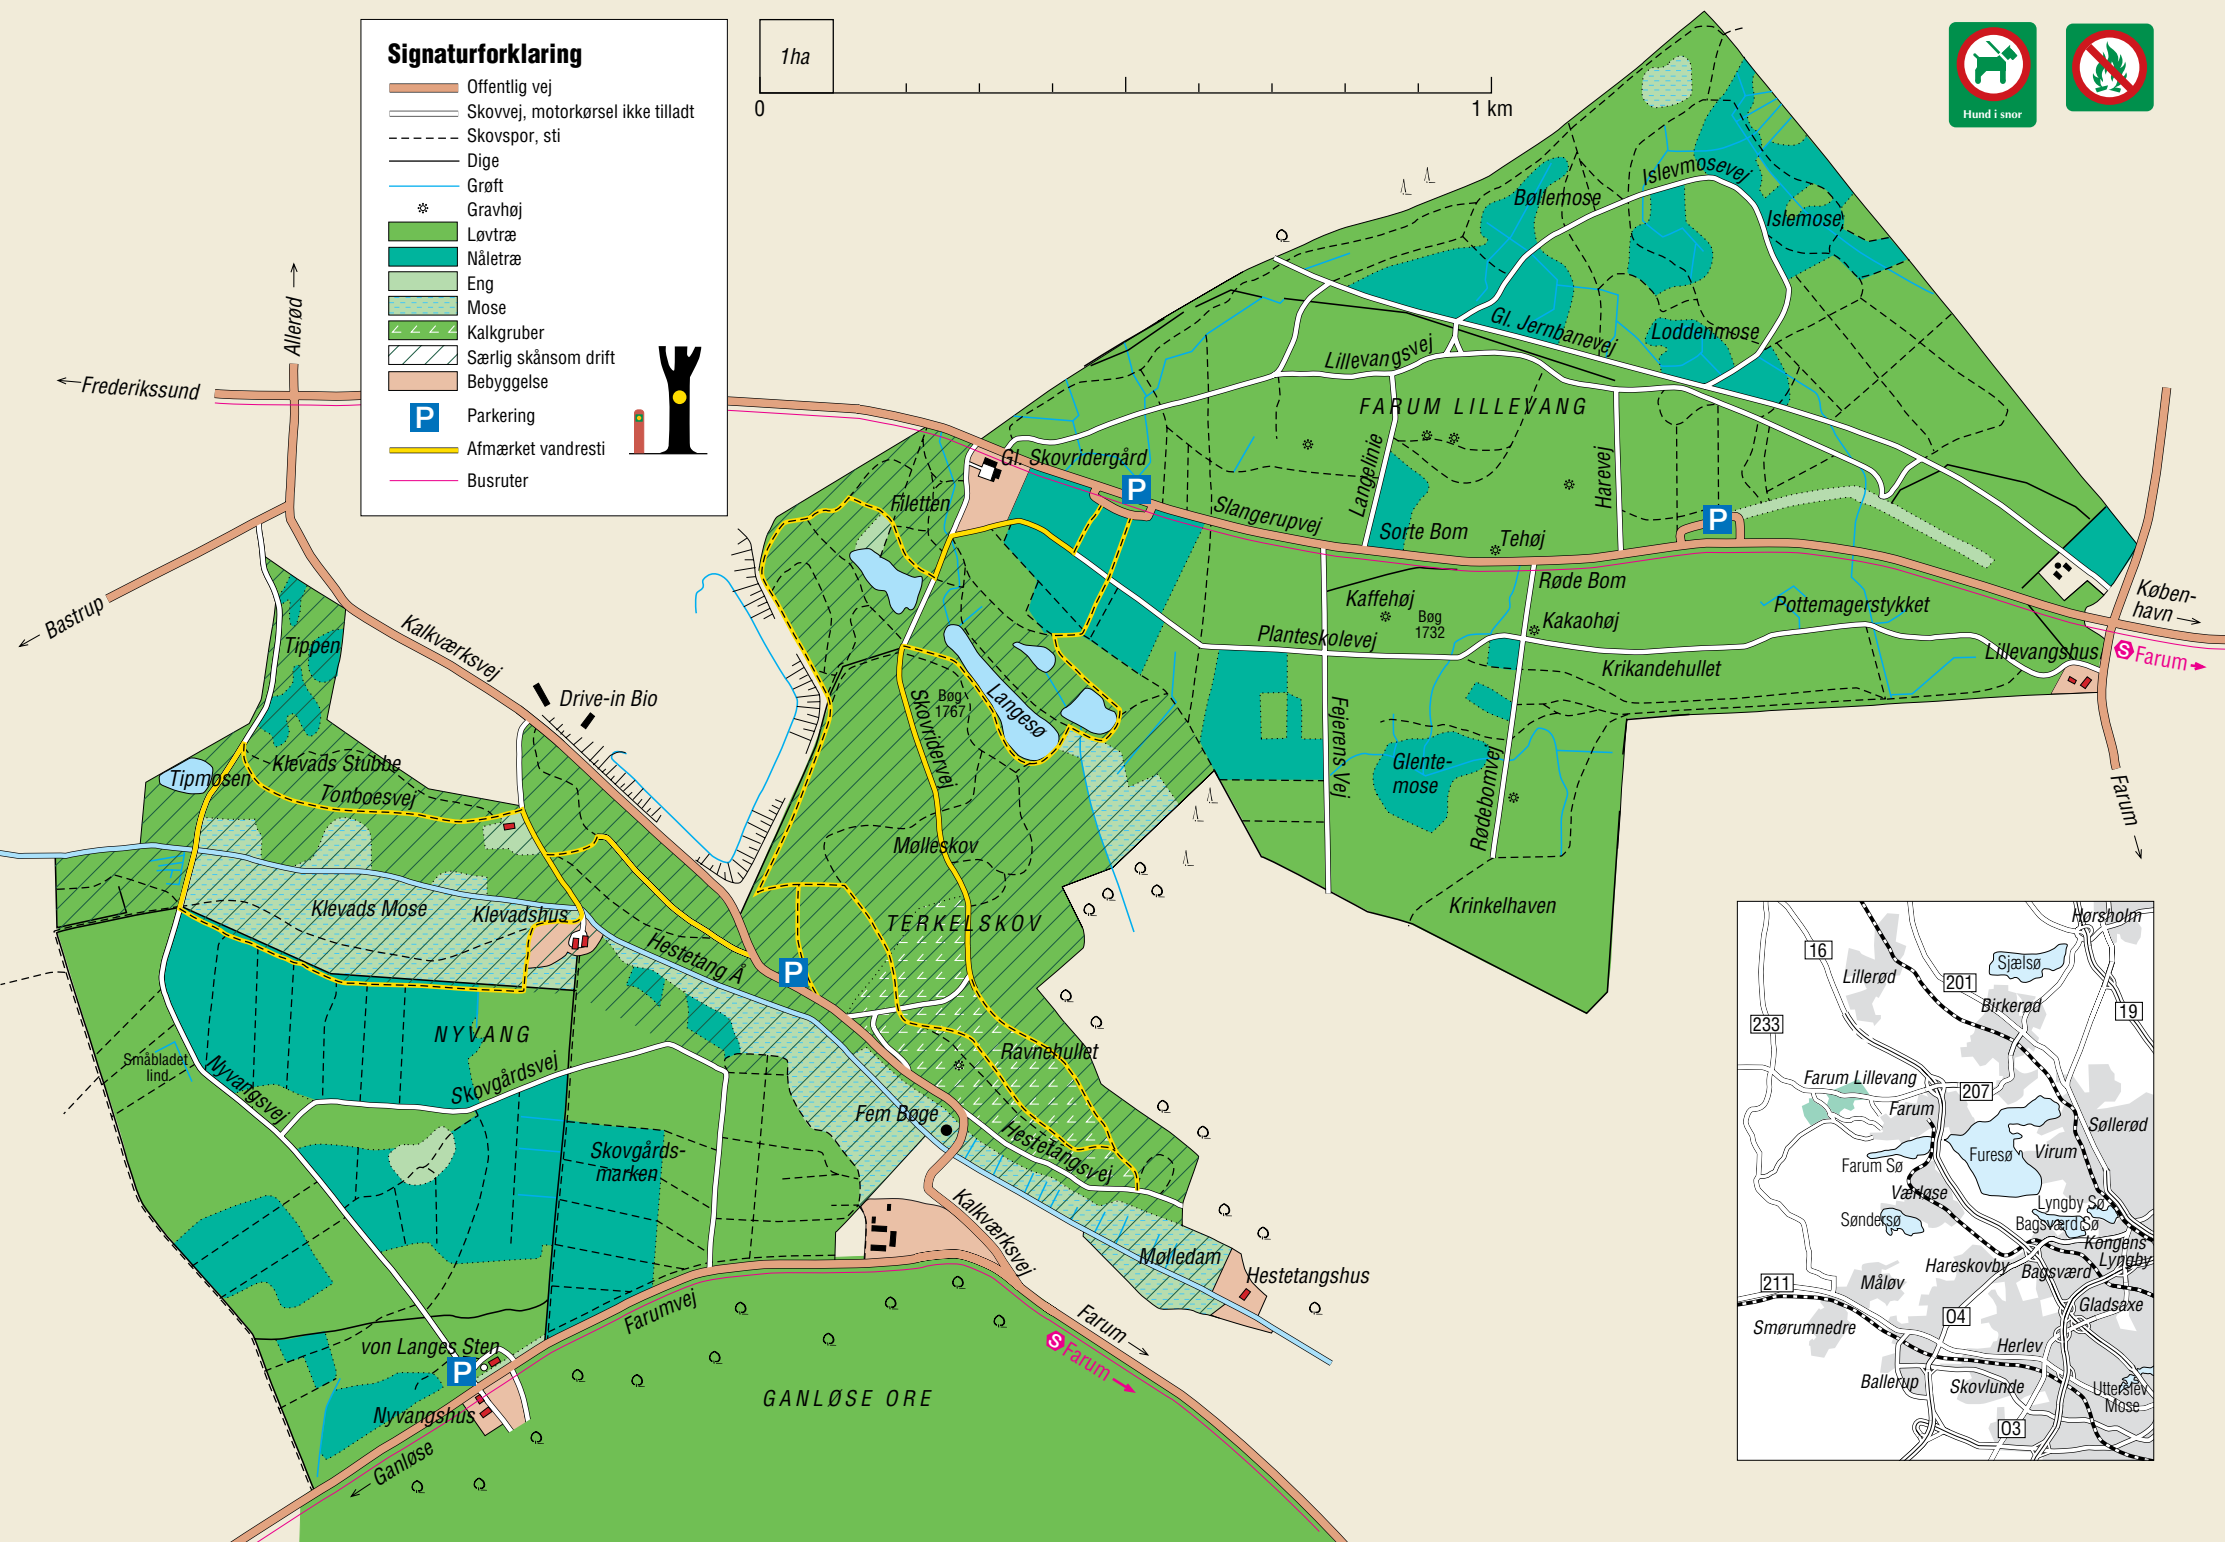 Signaturforklaring
Offentlig vej
Skovvej, motorkørsel ikke tilladt
Skovspor, sti
Dige
Grøft
Gravhøj
Løvtræ
Nåletræ
Eng
Mose
Kalkgruber
Særlig skånsom drift
Bebyggelse
P Parkering
Afmærket vandresti
Busruter
1ha
0
1 km
Hund i snor
Allerød
Frederikssund
Bastrup
Kalkværksvej
Drive-in Bio
Tippen
Tipmosen
Klevads Stubbe
Tonboesvej
Klevads Mose
Klevadshus
Hestetang Å
NYVANG
Småbladet
lind
Nyvangsvej
Skovgårdsvej
Skovgårds-
marken
von Langes Sten
P
Nyvangshus
Ganløse
Farumvej
GANLØSE ORE
Farum
S Farum
Kalkværksvej
Fem Bøge
Hestetangsvej
Mølledam
Hestetangshus
Ravnehullet
TERKELSKOV
P
Mølleskov
Skovridervej
Bøg
1767
Langesø
Filetten
Gl. Skovridergård
P
Slangerupvej
Bøllemose
Islevmosevej
Islemose
Gl. Jernbanevej
Loddenmose
Lillevangsvej
FARUM LILLEVANG
Langelinie
Harevej
Sorte Bom
Tehøj
P
Røde Bom
Kaffehøj
Bøg
1732
Kakaohøj
Planteskolevej
Pottemagerstykket
Krikandehullet
Lillevangshus
Køben-
havn
S Farum
Farum
Fejerens Vej
Glente-
mose
Rødebomvej
Krinkelhaven
Hørsholm
16
Lillerød
Sjælsø
201
Birkerød
19
233
Farum Lillevang
207
Farum
Søllerød
Farum Sø
Furesø
Virum
Værløse
Søndersø
Lyngby Sø
Bagsværd Sø
Kongens
Lyngby
Hareskovby
Bagsværd
211
Måløv
Gladsaxe
04
Smørumnedre
Herlev
Ballerup
Skovlunde
Utterslev
Mose
03